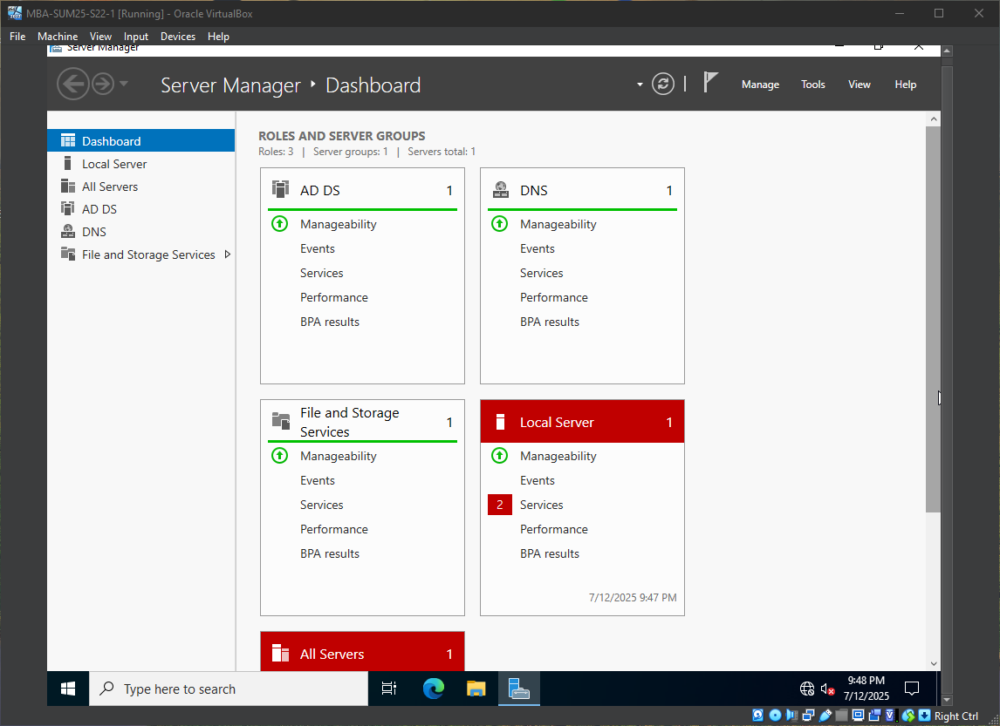 MBA-SUM25-S22-1 [Running] - Oracle VirtualBox
File Machine View Input Devices Help
Server Manager
Server Manager ‣ Dashboard
Manage Tools View Help
Dashboard
Local Server
All Servers
AD DS
DNS
File and Storage Services
ROLES AND SERVER GROUPS
Roles: 3 | Server groups: 1 | Servers total: 1
AD DS 1
Manageability
Events
Services
Performance
BPA results
DNS 1
Manageability
Events
Services
Performance
BPA results
File and Storage
Services 1
Manageability
Events
Services
Performance
BPA results
Local Server 1
Manageability
Events
2 Services
Performance
BPA results
7/12/2025 9:47 PM
All Servers 1
Type here to search
9:48 PM
7/12/2025
Right Ctrl